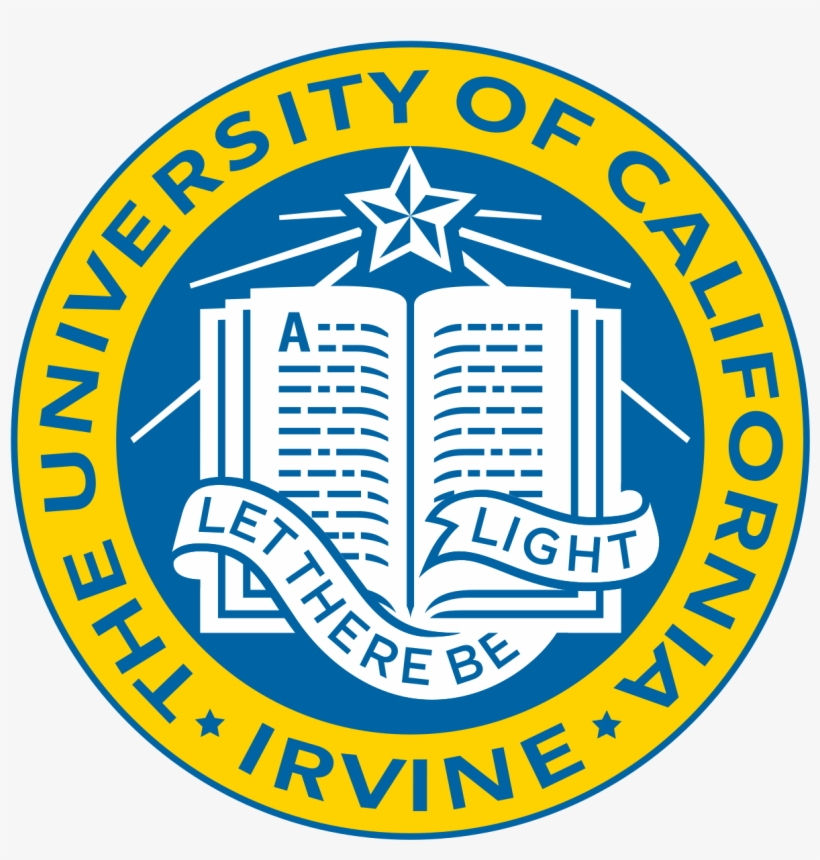 THE UNIVERSITY OF CALIFORNIA
A
LET THERE BE
LIGHT
IRVINE